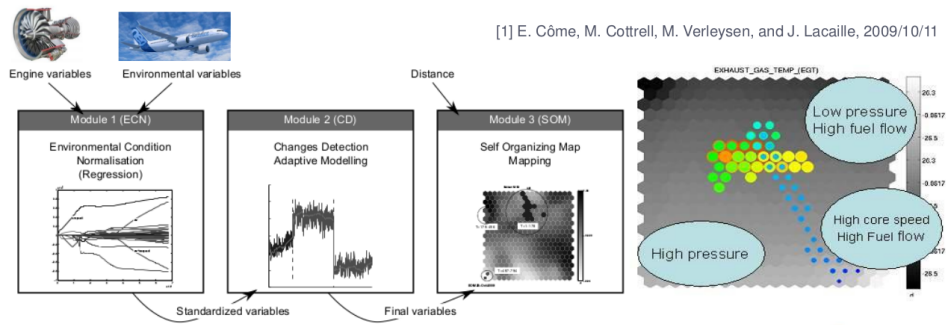 [1] E. Côme, M. Cottrell, M. Verleysen, and J. Lacaille, 2009/10/11
Engine variables
Environmental variables
Distance
Module 1 (ECN)
Environmental Condition
Normalisation
(Regression)
Module 2 (CD)
Changes Detection
Adaptive Modelling
Module 3 (SOM)
Self Organizing Map
Mapping
Standardized variables
Final variables
EXHAUST_GAS_TEMP_(EGT)
Low pressure
High fuel flow
High core speed
High Fuel flow
High pressure